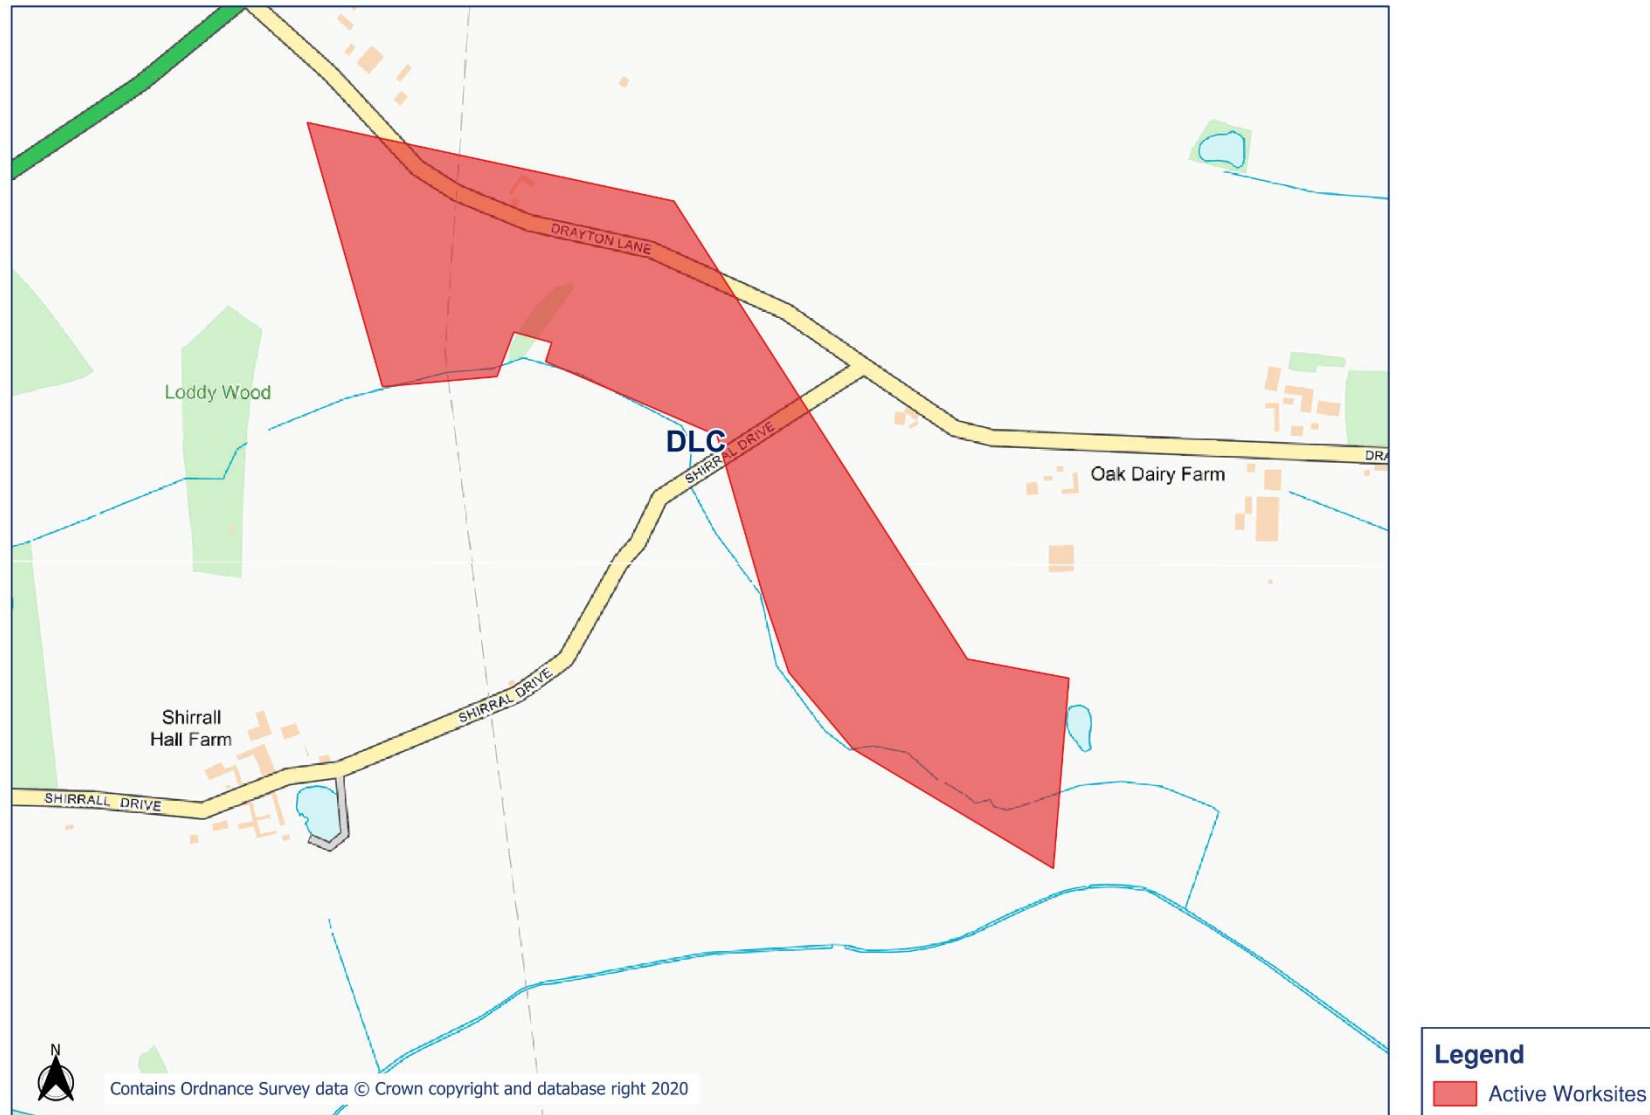 DRAYTON LANE
Loddy Wood
DLC
SHIRRAL DRIVE
DRA
Oak Dairy Farm
SHIRRAL DRIVE
Shirrall
Hall Farm
SHIRRALL DRIVE
N
Contains Ordnance Survey data © Crown copyright and database right 2020
Legend
Active Worksites